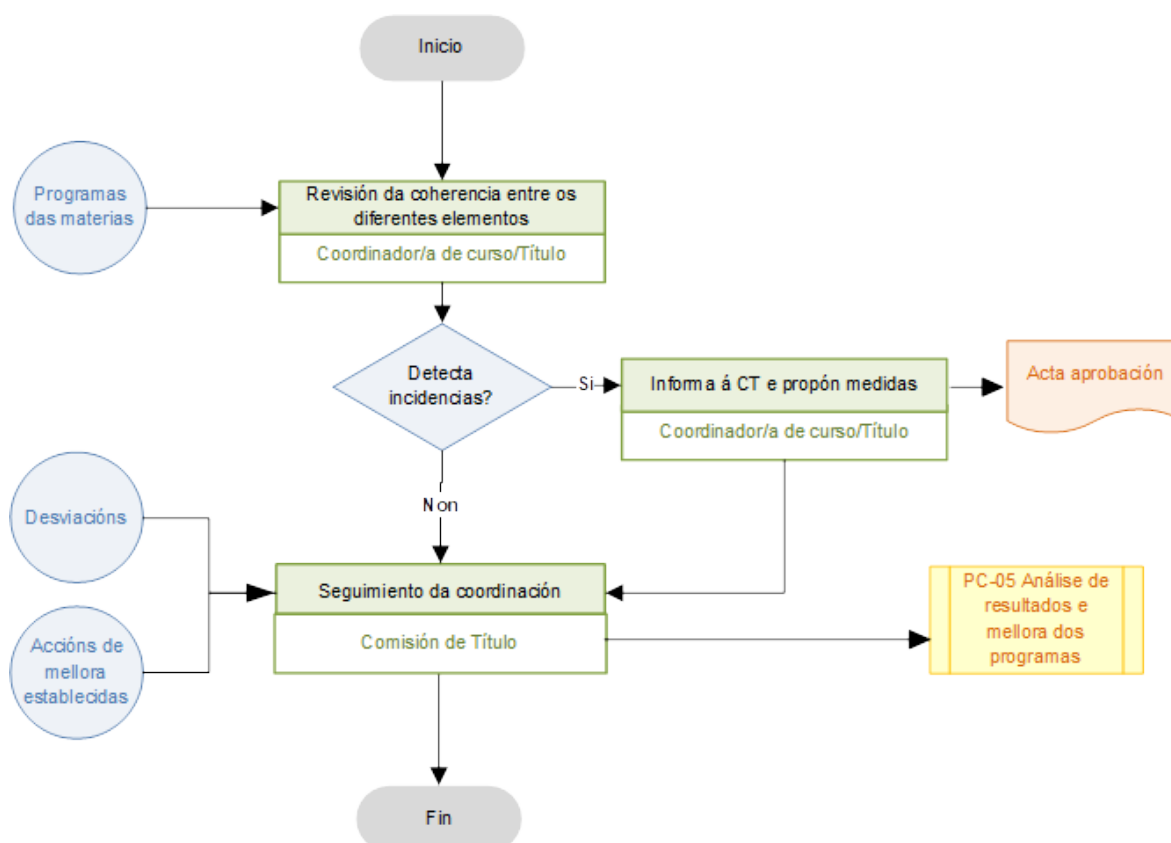 Inicio
Programas
das materias
Revisión da coherencia entre os
diferentes elementos
Coordinador/a de curso/Título
Detecta
incidencias?
Si
Informa á CT e propón medidas
Coordinador/a de curso/Título
Acta aprobación
Non
Desviacións
Seguimiento da coordinación
Comisión de Título
PC-05 Análise de
resultados e
mellora dos
programas
Accións de
mellora
establecidas
Fin